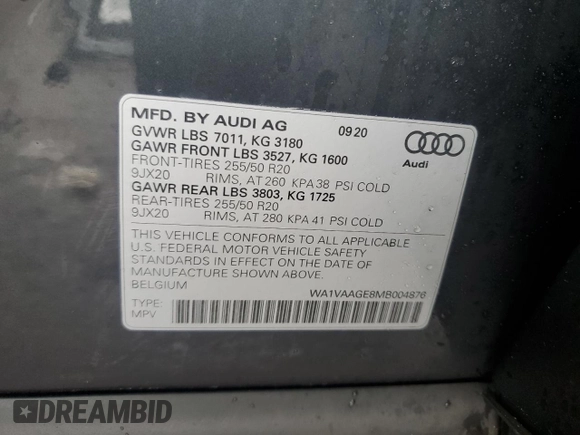 MFD. BY AUDI AG 09 20
GVWR LBS 7011, KG 3180
GAWR FRONT LBS 3527, KG 1600
FRONT-TIRES 255/50 R20
9JX20 RIMS, AT 260 KPA 38 PSI COLD
GAWR REAR LBS 3803, KG 1725
REAR-TIRES 255/50 R20
9JX20 RIMS, AT 280 KPA 41 PSI COLD
Audi
THIS VEHICLE CONFORMS TO ALL APPLICABLE
U.S. FEDERAL MOTOR VEHICLE SAFETY
STANDARDS IN EFFECT ON THE DATE OF
MANUFACTURE SHOWN ABOVE.
BELGIUM
WA1VAAGE8MB004876
TYPE:
MPV
DREAMBID